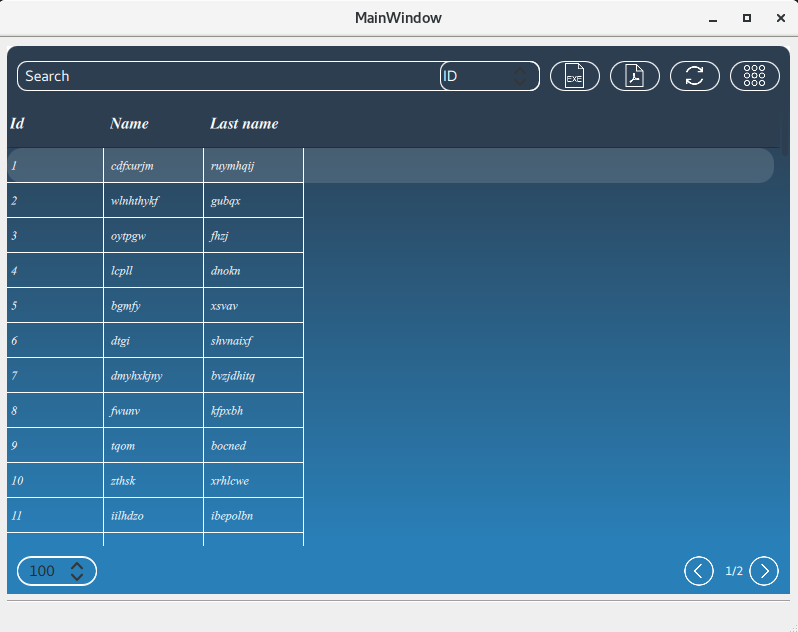 MainWindow
Search ID EXE
Id Name Last name
1 cdfxurjm ruymhqij
2 wlnhthykf gubqx
3 oytpgw fhzj
4 lcpll dnokn
5 bgmfy xsvav
6 dtgi shvnaixf
7 dmyhxkjny bvzjdhitq
8 fwunv kfpxbh
9 tqom bocned
10 zthsk xrhlcwe
11 iilhdzo ibepolbn
100 1/2